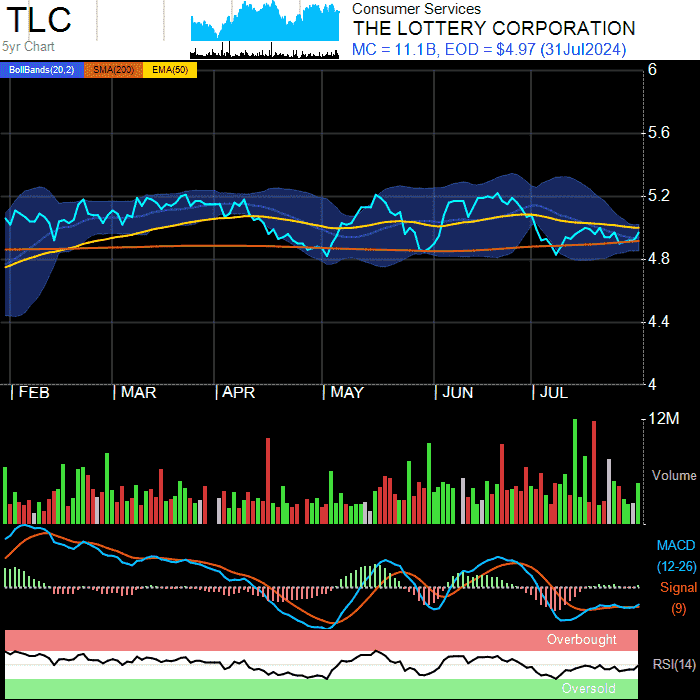 TLC
5yr Chart
Consumer Services
THE LOTTERY CORPORATION
MC = 11.1B, EOD = $4.97 (31Jul2024)
BollBands(20,2) SMA(200) EMA(50)
6
5.6
5.2
4.8
4.4
4
FEB MAR APR MAY JUN JUL
12M
Volume
MACD
(12-26)
Signal
(9)
Overbought
RSI(14)
Oversold